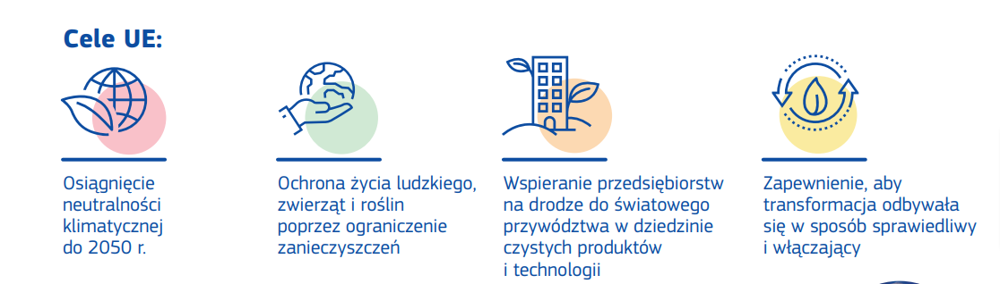 Cele UE:
Osiągnięcie
neutralności
klimatycznej
do 2050 r.
Ochrona życia ludzkiego,
zwierząt i roślin
poprzez ograniczenie
zanieczyszczeń
Wspieranie przedsiębiorstw
na drodze do światowego
przywództwa w dziedzinie
czystych produktów
i technologii
Zapewnienie, aby
transformacja odbywała
się w sposób sprawiedliwy
i włączający